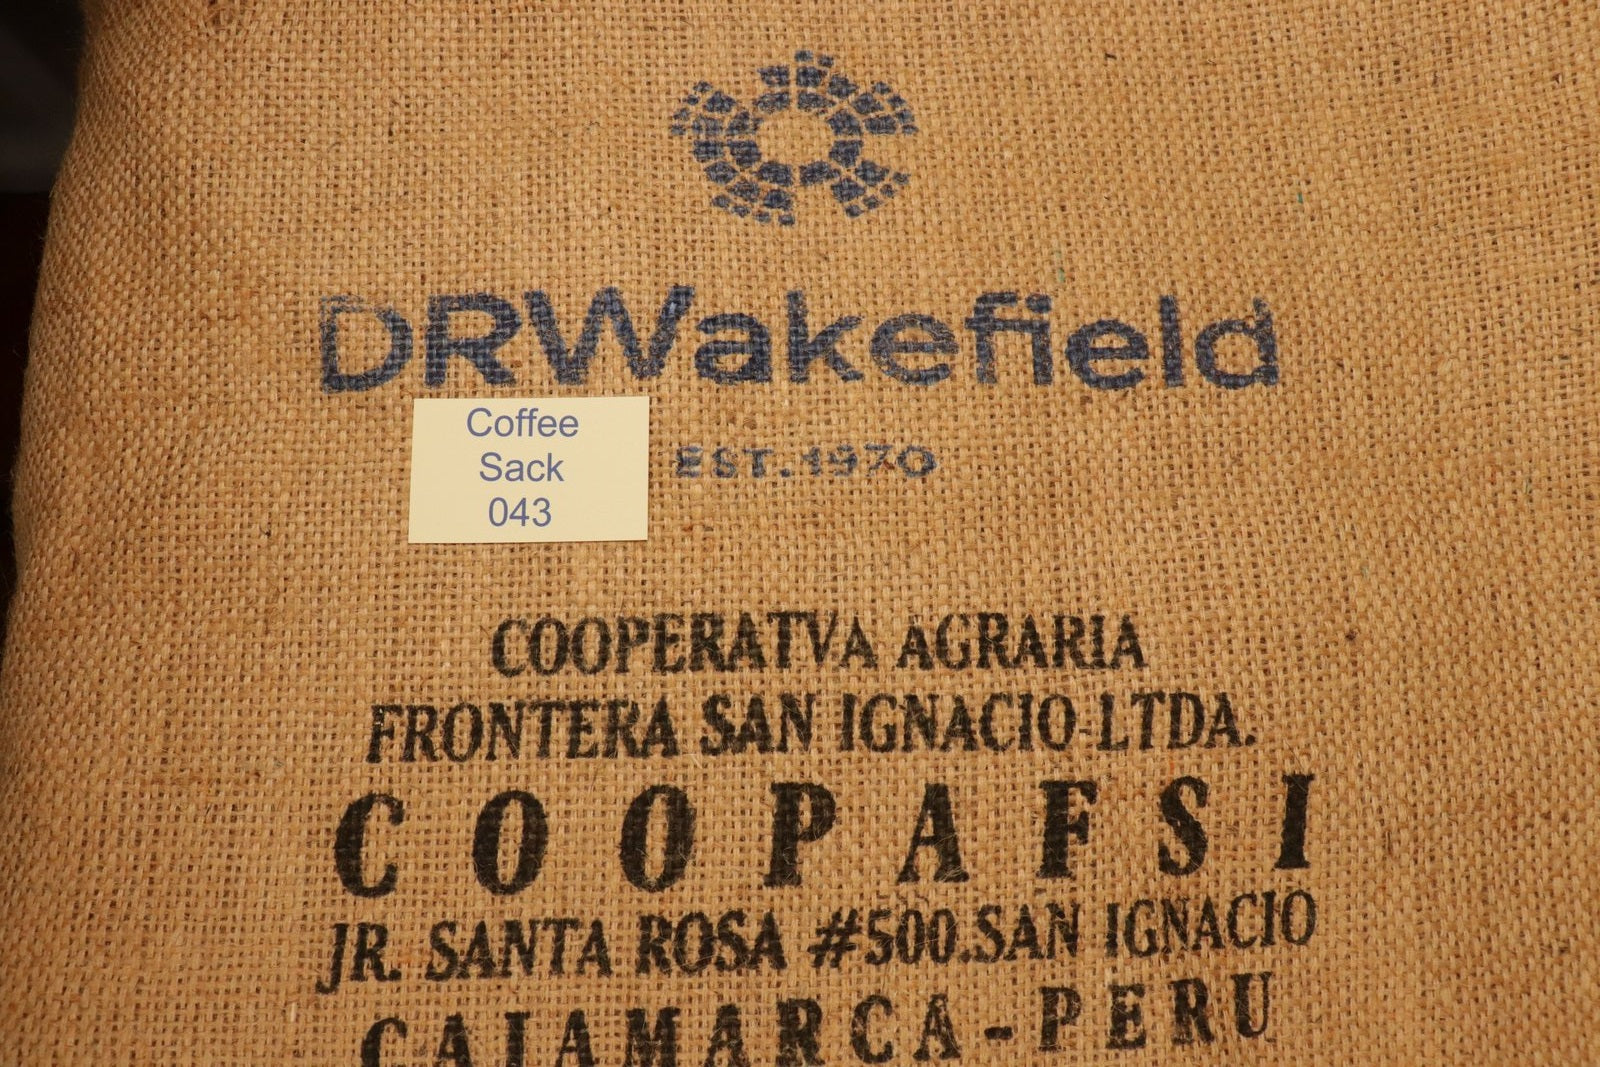 DRWakefield
EST. 1970
Coffee
Sack
043
COOPERATVA AGRARIA
FRONTERA SAN IGNACIO-LTDA.
COOPAFSI
JR. SANTA ROSA #500.SAN IGNACIO
CAJAMARCA-PERU